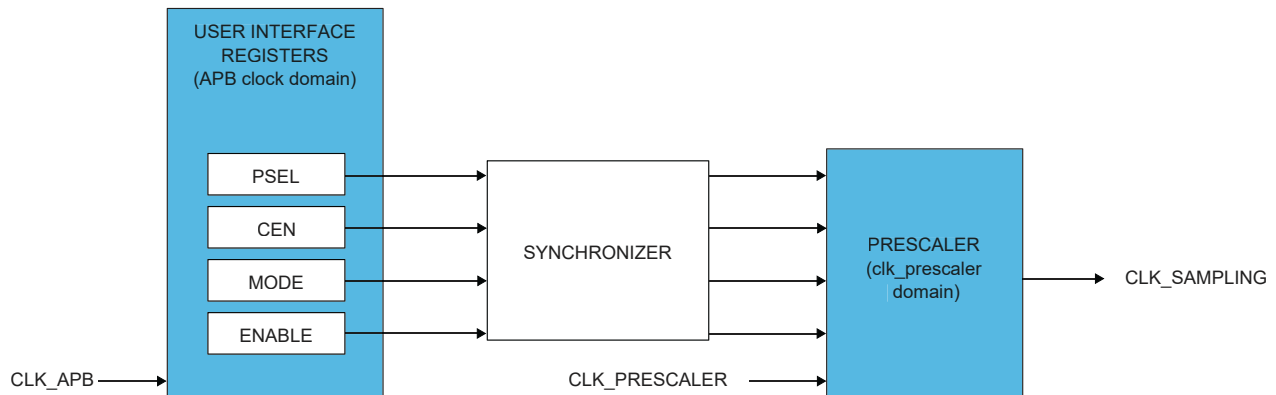 USER INTERFACE
REGISTERS
(APB clock domain)
PSEL
CEN
MODE
ENABLE
CLK_APB
SYNCHRONIZER
PRESCALER
(clk_prescaler
domain)
CLK_PRESCALER
CLK_SAMPLING